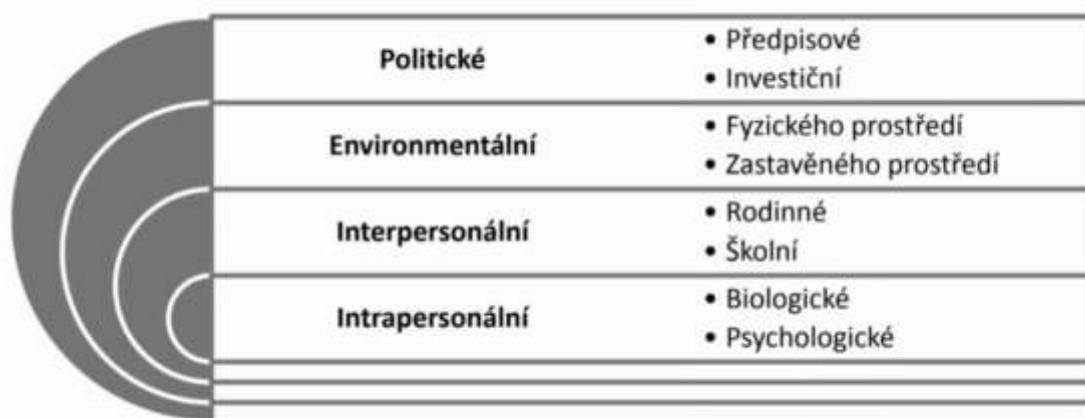 Politické
• Předpisové
• Investiční
Environmentální
• Fyzického prostředí
• Zastavěného prostředí
Interpersonální
• Rodinné
• Školní
Intrapersonální
• Biologické
• Psychologické